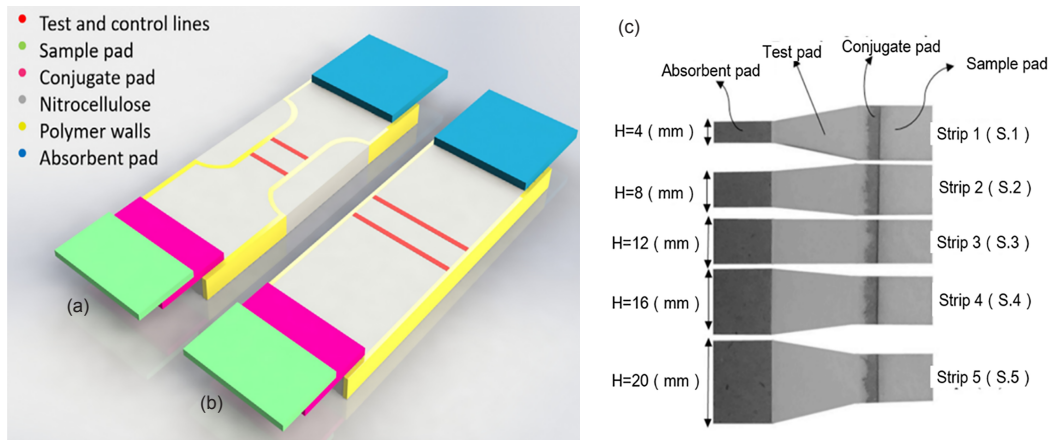 Test and control lines
Sample pad
Conjugate pad
Nitrocellulose
Polymer walls
Absorbent pad
(a)
(b)
(c)
Absorbent pad
Test pad
Conjugate pad
Sample pad
H=4 ( mm )
Strip 1 ( S.1 )
H=8 ( mm )
Strip 2 ( S.2 )
H=12 ( mm )
Strip 3 ( S.3 )
H=16 ( mm )
Strip 4 ( S.4 )
H=20 ( mm )
Strip 5 ( S.5 )